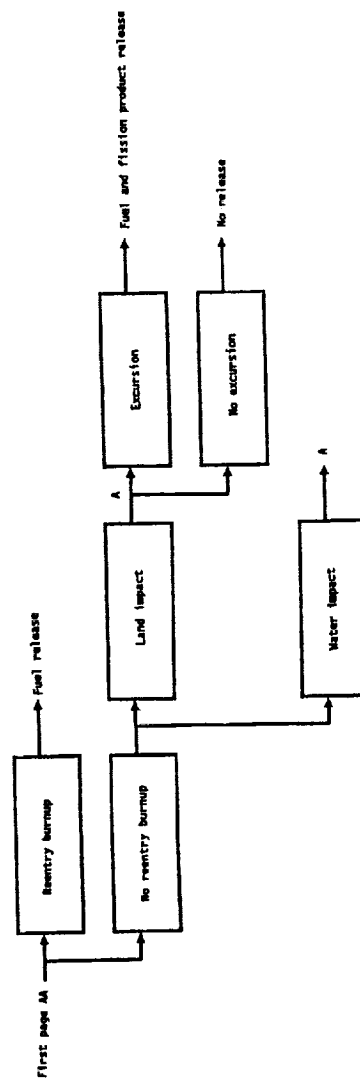 First page AA
Reentry burnup
Fuel release
No reentry burnup
Land impact
A
Excursion
Fuel and fission product release
No excursion
No release
Water impact
A